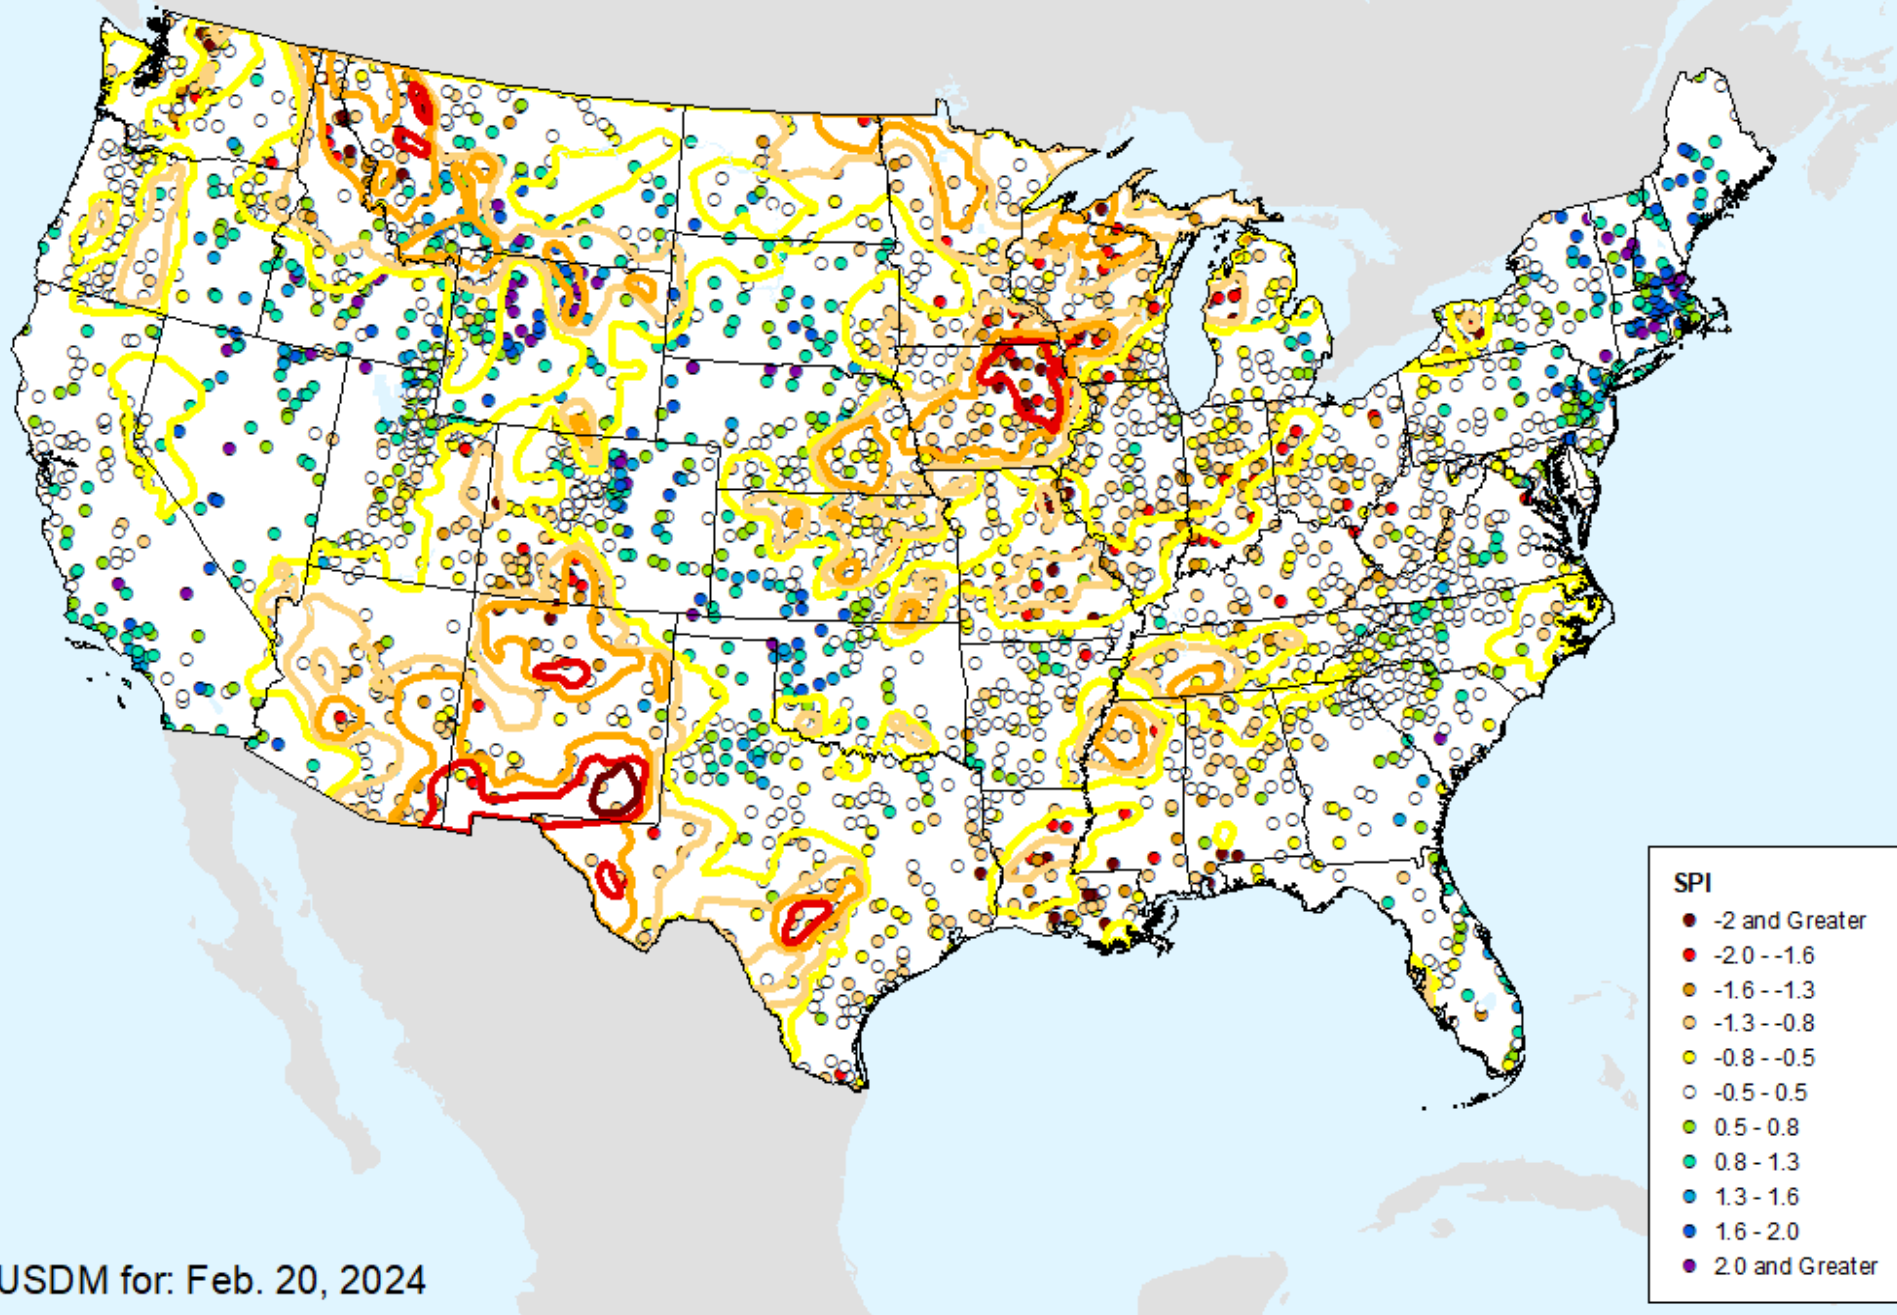 SPI
-2 and Greater
-2.0 - -1.6
-1.6 - -1.3
-1.3 - -0.8
-0.8 - -0.5
-0.5 - 0.5
0.5 - 0.8
0.8 - 1.3
1.3 - 1.6
1.6 - 2.0
2.0 and Greater
USDM for: Feb. 20, 2024